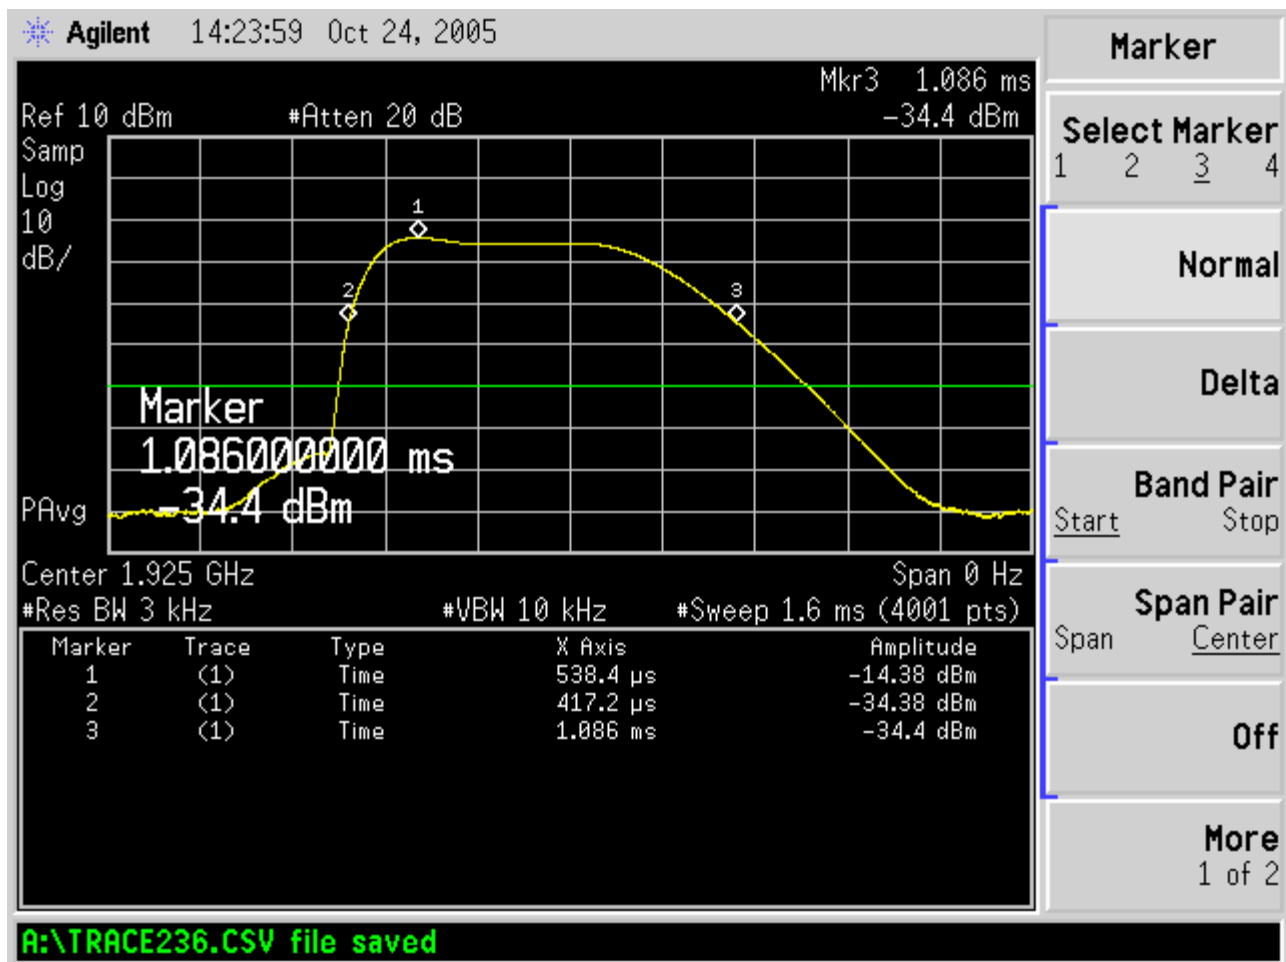 Agilent 14:23:59 Oct 24, 2005
Mkr3 1.086 ms
Ref 10 dBm #Atten 20 dB -34.4 dBm
Samp
Log
10
dB/
1
2
3
Marker
1.086000000 ms
-34.4 dBm
PAvg
Center 1.925 GHz Span 0 Hz
#Res BW 3 kHz #VBW 10 kHz #Sweep 1.6 ms (4001 pts)
Marker Trace Type X Axis Amplitude
1 (1) Time 538.4 µs -14.38 dBm
2 (1) Time 417.2 µs -34.38 dBm
3 (1) Time 1.086 ms -34.4 dBm
A:\TRACE236.CSV file saved
Marker
Select Marker
1 2 3 4
Normal
Delta
Band Pair
Start Stop
Span Pair
Span Center
Off
More
1 of 2